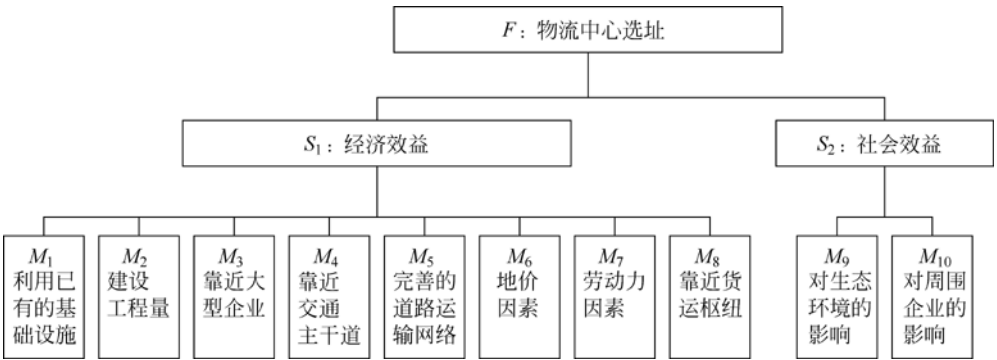 F：物流中心选址
S₁：经济效益
S₂：社会效益
M₁
利用已
有的基
础设施
M₂
建设
工程量
M₃
靠近大
型企业
M₄
靠近
交通
主干道
M₅
完善的
道路运
输网络
M₆
地价
因素
M₇
劳动力
因素
M₈
靠近货
运枢纽
M₉
对生态
环境的
影响
M₁₀
对周围
企业的
影响